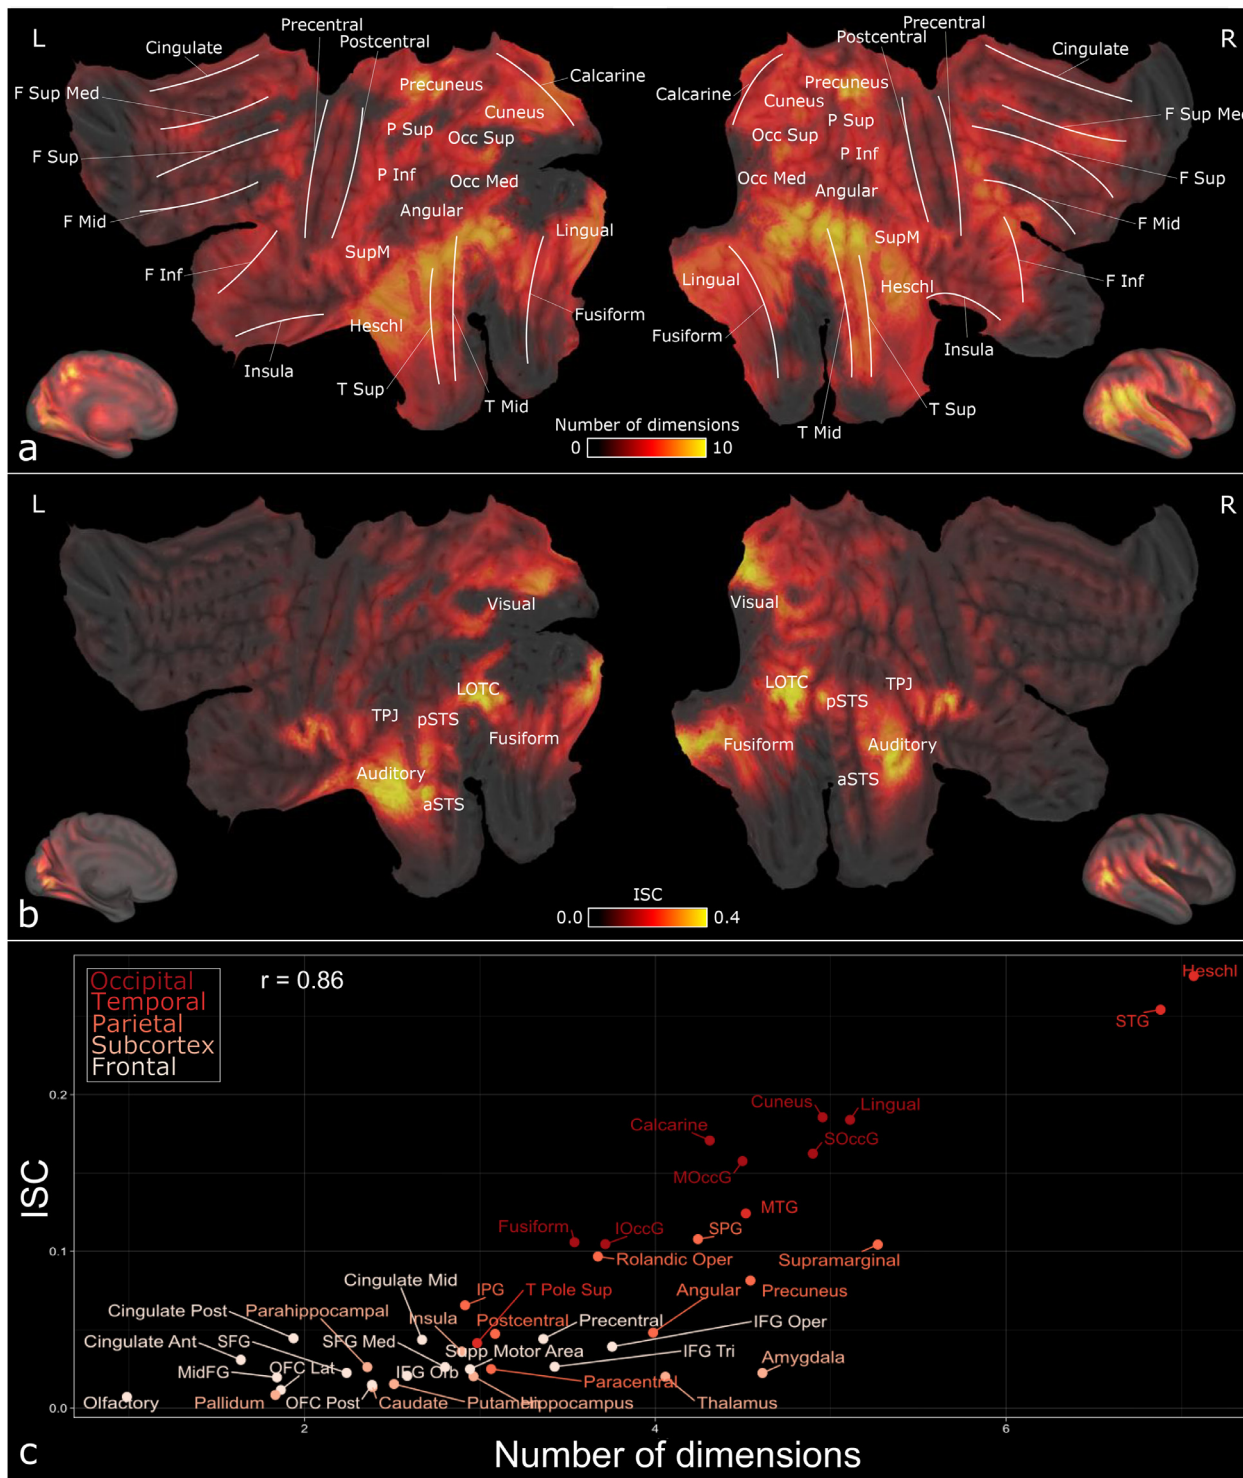 L
Precentral
Postcentral
Cingulate
F Sup Med
F Sup
F Mid
F Inf
Insula
Precuneus
Calcarine
Cuneus
P Sup
Occ Sup
P Inf
Occ Med
Angular
Lingual
SupM
Heschl
Fusiform
T Sup
T Mid
R
Precentral
Postcentral
Cingulate
Calcarine
Precuneus
Cuneus
P Sup
Occ Sup
P Inf
Occ Med
Angular
F Sup Med
F Sup
F Mid
F Inf
SupM
Lingual
Heschl
Fusiform
Insula
T Sup
T Mid
Number of dimensions
0 10
a
L
R
Visual
LOTC
TPJ
pSTS
Fusiform
Auditory
aSTS
Visual
LOTC
TPJ
pSTS
Fusiform
Auditory
aSTS
ISC
0.0 0.4
b
Occipital
Temporal
Parietal
Subcortex
Frontal
r = 0.86
Heschl
STG
Cuneus
Lingual
Calcarine
SOccG
MOccG
MTG
Fusiform
IOccG
SPG
Rolandic Oper
Supramarginal
Cingulate Mid
IPG
T Pole Sup
Angular
Precuneus
Cingulate Post
Parahippocampal
Insula
Postcentral
Precentral
IFG Oper
Cingulate Ant
SFG
SFG Med
Supp Motor Area
IFG Tri
Amygdala
MidFG
OFC Lat
IFG Orb
Paracentral
Olfactory
Pallidum
OFC Post
Caudate
Putamen
Hippocampus
Thalamus
0.2
0.1
0.0
ISC
2 4 6
Number of dimensions
c